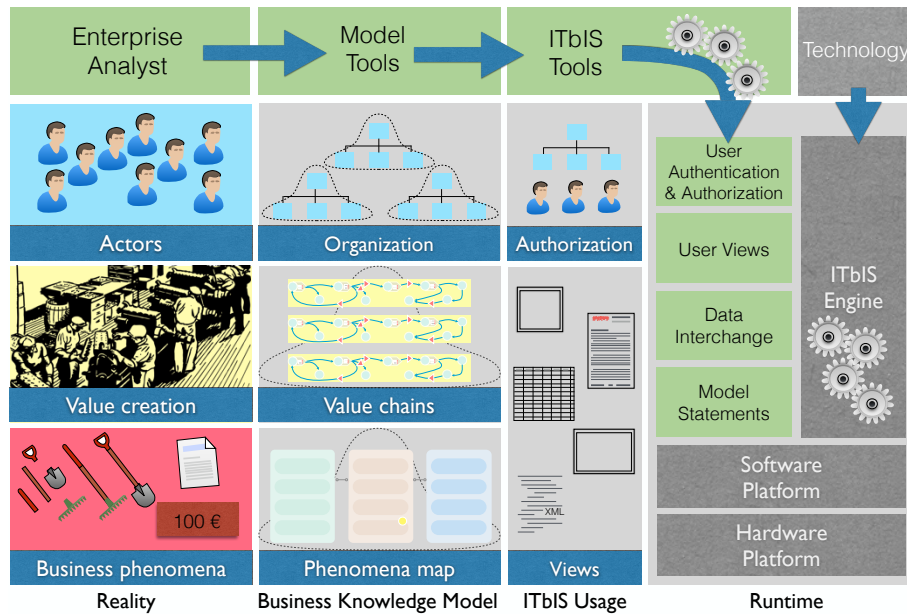 Enterprise
Analyst
Model
Tools
ITbIS
Tools
Technology
Actors
Organization
Authorization
User
Authentication
& Authorization
User Views
Data
Interchange
Model
Statements
ITbIS
Engine
Value creation
Value chains
XML
100 €
Business phenomena
Phenomena map
Views
Software
Platform
Hardware
Platform
Reality
Business Knowledge Model
ITbIS Usage
Runtime